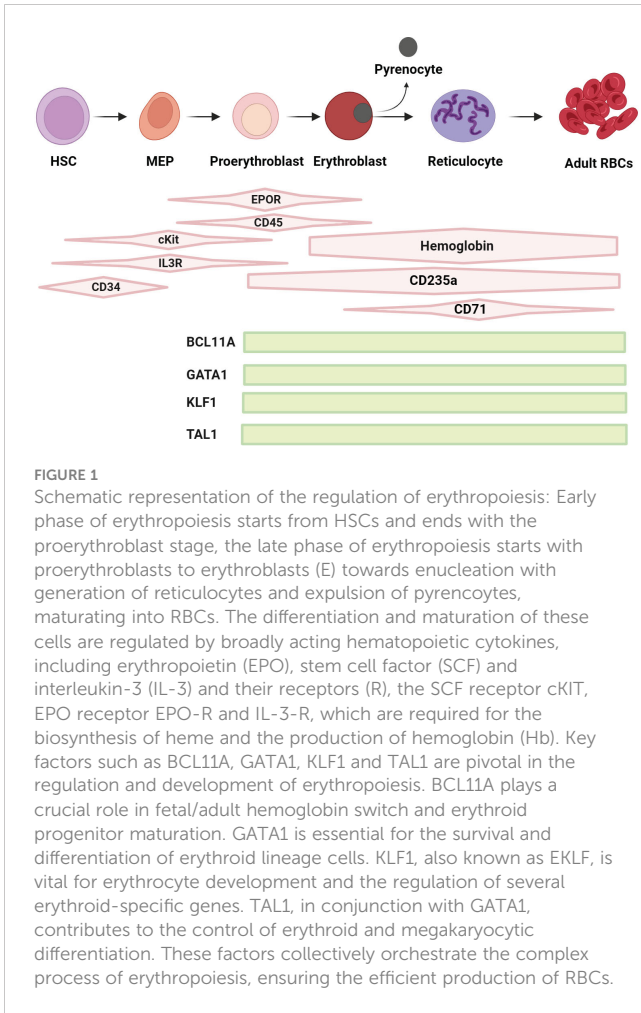 Pyrenocyte
HSC MEP Proerythroblast Erythroblast Reticulocyte Adult RBCs
EPOR
CD45
cKit
Hemoglobin
IL3R
CD235a
CD34
CD71
BCL11A
GATA1
KLF1
TAL1
FIGURE 1
Schematic representation of the regulation of erythropoiesis: Early
phase of erythropoiesis starts from HSCs and ends with the
proerythroblast stage, the late phase of erythropoiesis starts with
proerythroblasts to erythroblasts (E) towards enucleation with
generation of reticulocytes and expulsion of pyrencoytes,
maturating into RBCs. The differentiation and maturation of these
cells are regulated by broadly acting hematopoietic cytokines,
including erythropoietin (EPO), stem cell factor (SCF) and
interleukin-3 (IL-3) and their receptors (R), the SCF receptor cKIT,
EPO receptor EPO-R and IL-3-R, which are required for the
biosynthesis of heme and the production of hemoglobin (Hb). Key
factors such as BCL11A, GATA1, KLF1 and TAL1 are pivotal in the
regulation and development of erythropoiesis. BCL11A plays a
crucial role in fetal/adult hemoglobin switch and erythroid
progenitor maturation. GATA1 is essential for the survival and
differentiation of erythroid lineage cells. KLF1, also known as EKLF, is
vital for erythrocyte development and the regulation of several
erythroid-specific genes. TAL1, in conjunction with GATA1,
contributes to the control of erythroid and megakaryocytic
differentiation. These factors collectively orchestrate the complex
process of erythropoiesis, ensuring the efficient production of RBCs.